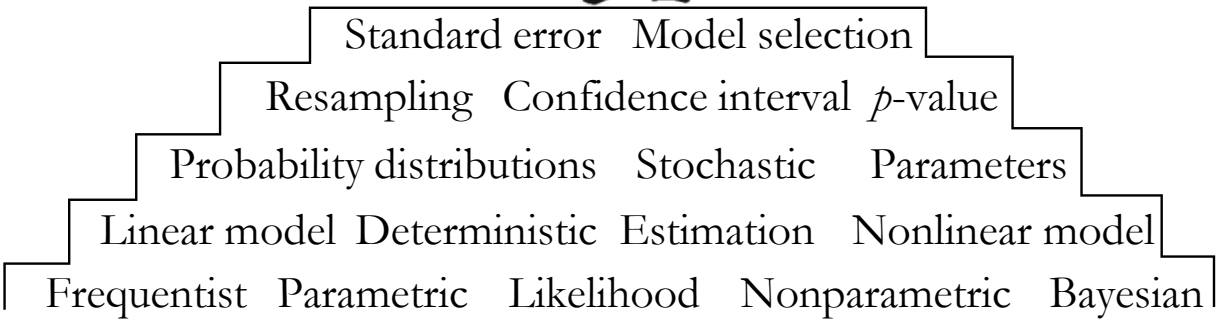 Standard error Model selection
Resampling Confidence interval p-value
Probability distributions Stochastic Parameters
Linear model Deterministic Estimation Nonlinear model
Frequentist Parametric Likelihood Nonparametric Bayesian